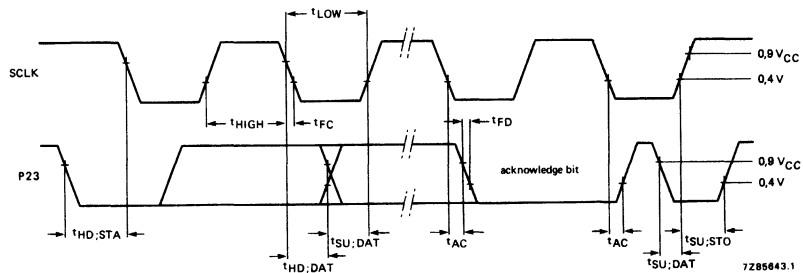 tLOW
SCLK
0,9 VCC
0,4 V
tHIGH
tFC
tFD
P23
acknowledge bit
0,9 VCC
0,4 V
tHD;STA
tSU;DAT
tAC
tAC
tSU;STO
tHD;DAT
tSU;DAT
7Z85643.1